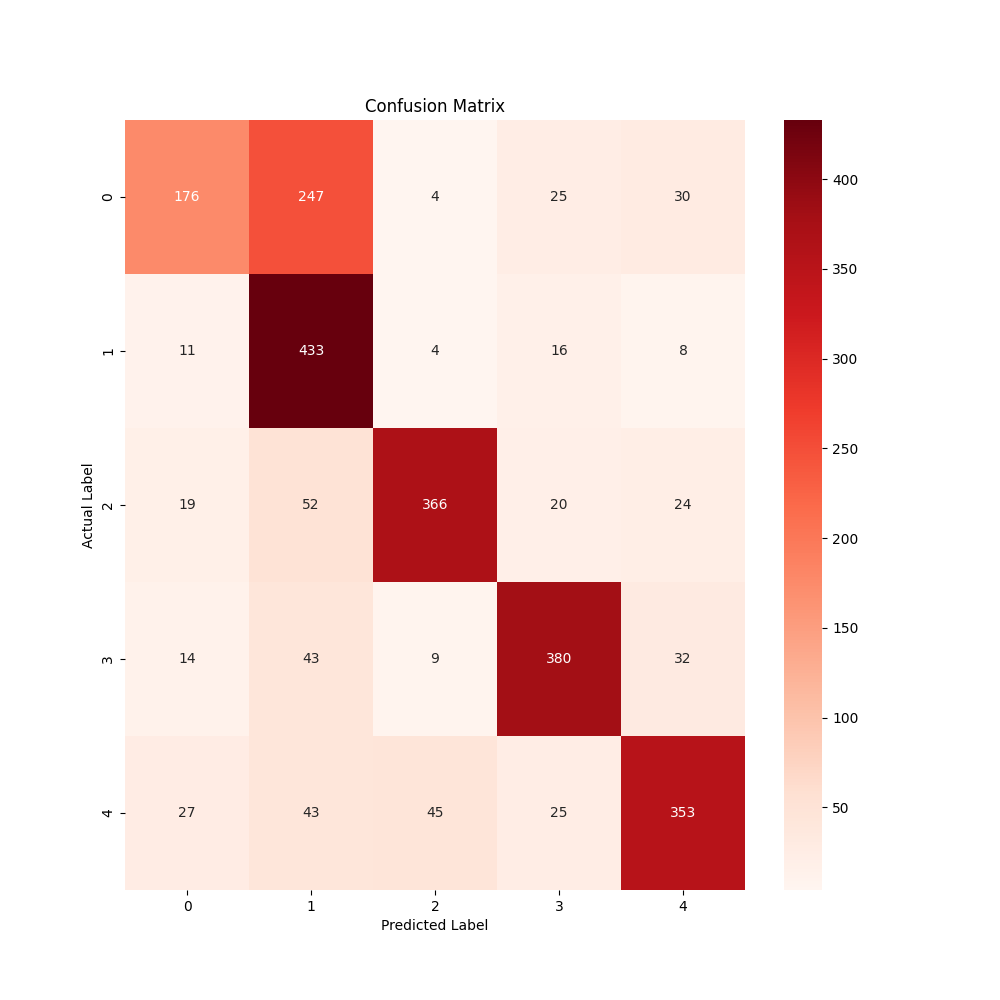 Confusion Matrix
Actual Label
0 176 247 4 25 30
1 11 433 4 16 8
2 19 52 366 20 24
3 14 43 9 380 32
4 27 43 45 25 353
0 1 2 3 4
Predicted Label
400
350
300
250
200
150
100
50